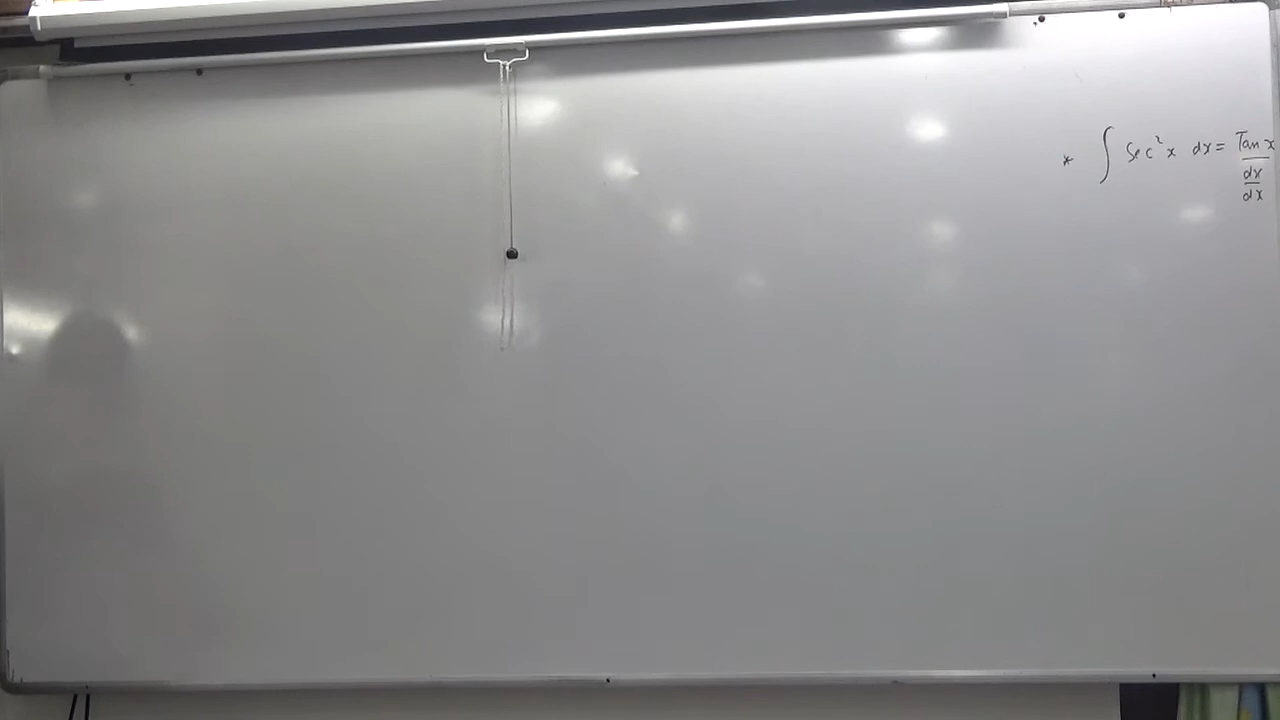 * ∫ Sec²x dx = Tan x
dx
dx